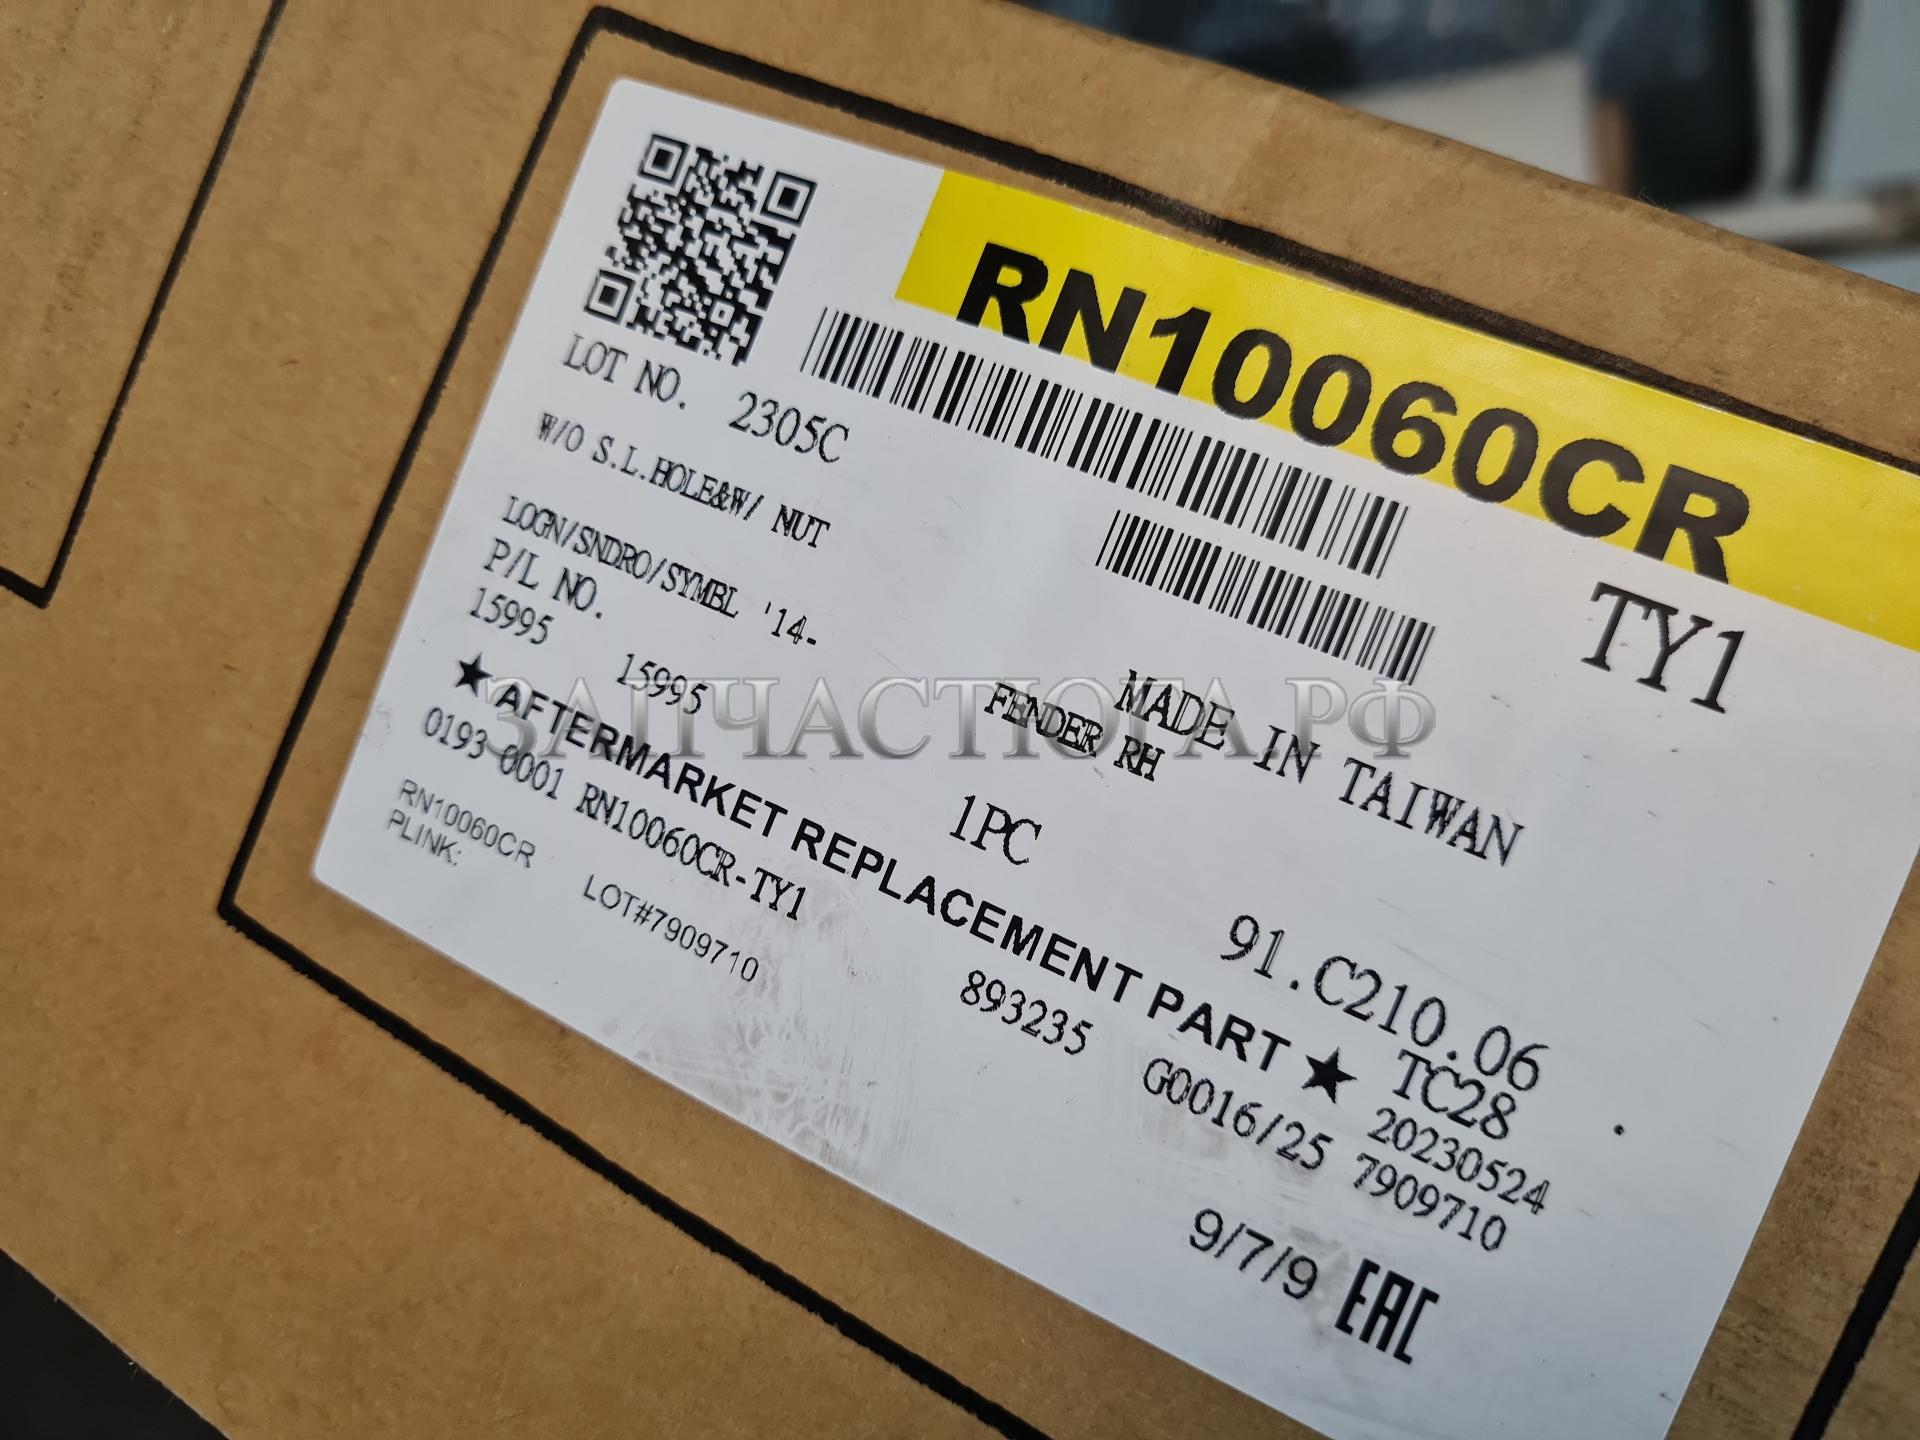 RN10060CR
TY1
LOT NO. 2305C
W/O S.L.HOLE&W/ NUT
MADE IN TAIWAN
LOGN/SNDRO/SYMBL '14-
FENDER RH
P/L NO.
15995 15995
1PC
91.C210.06
★ AFTERMARKET REPLACEMENT PART ★ TC28
0193-0001 RN10060CR-TY1
893235
G0016/25
20230524
7909710
RN10060CR
PLINK:
LOT#7909710
9/7/9 EAC
ЗАПЧАСТЮГА.РФ